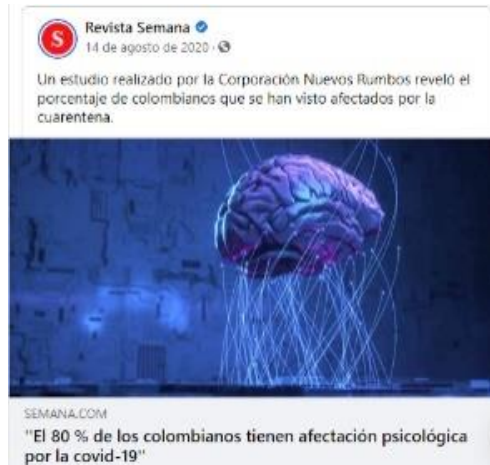 S
Revista Semana
14 de agosto de 2020 ·
Un estudio realizado por la Corporación Nuevos Rumbos reveló el
porcentaje de colombianos que se han visto afectados por la
cuarentena.
SEMANA.COM
"El 80 % de los colombianos tienen afectación psicológica
por la covid-19"